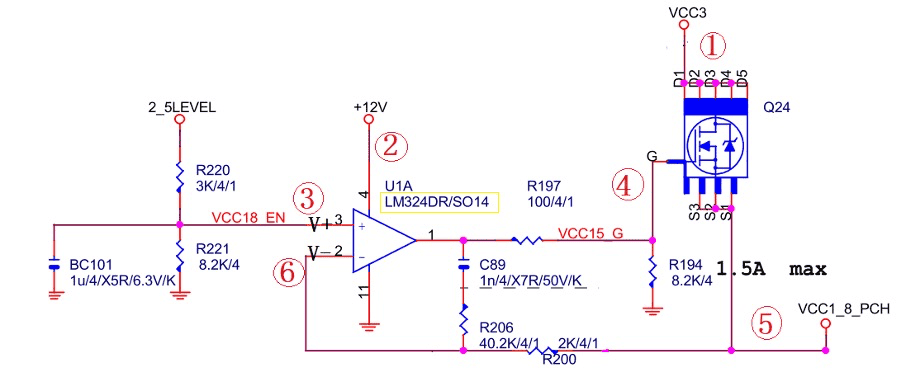 VCC3
①
D1 D2 D3 D4 D5
Q24
2_5LEVEL
+12V
②
R220
3K/4/1
G
④
③
4
U1A
LM324DR/SO14
R197
100/4/1
S3 S2 S1
VCC18_EN
V+ 3
+
1
VCC15_G
V- 2
-
⑥
R221
8.2K/4
BC101
1u/4/X5R/6.3V/K
11
C89
1n/4/X7R/50V/K
R194
8.2K/4
1.5A max
⑤
VCC1_8_PCH
R206
40.2K/4/1
2K/4/1
R200